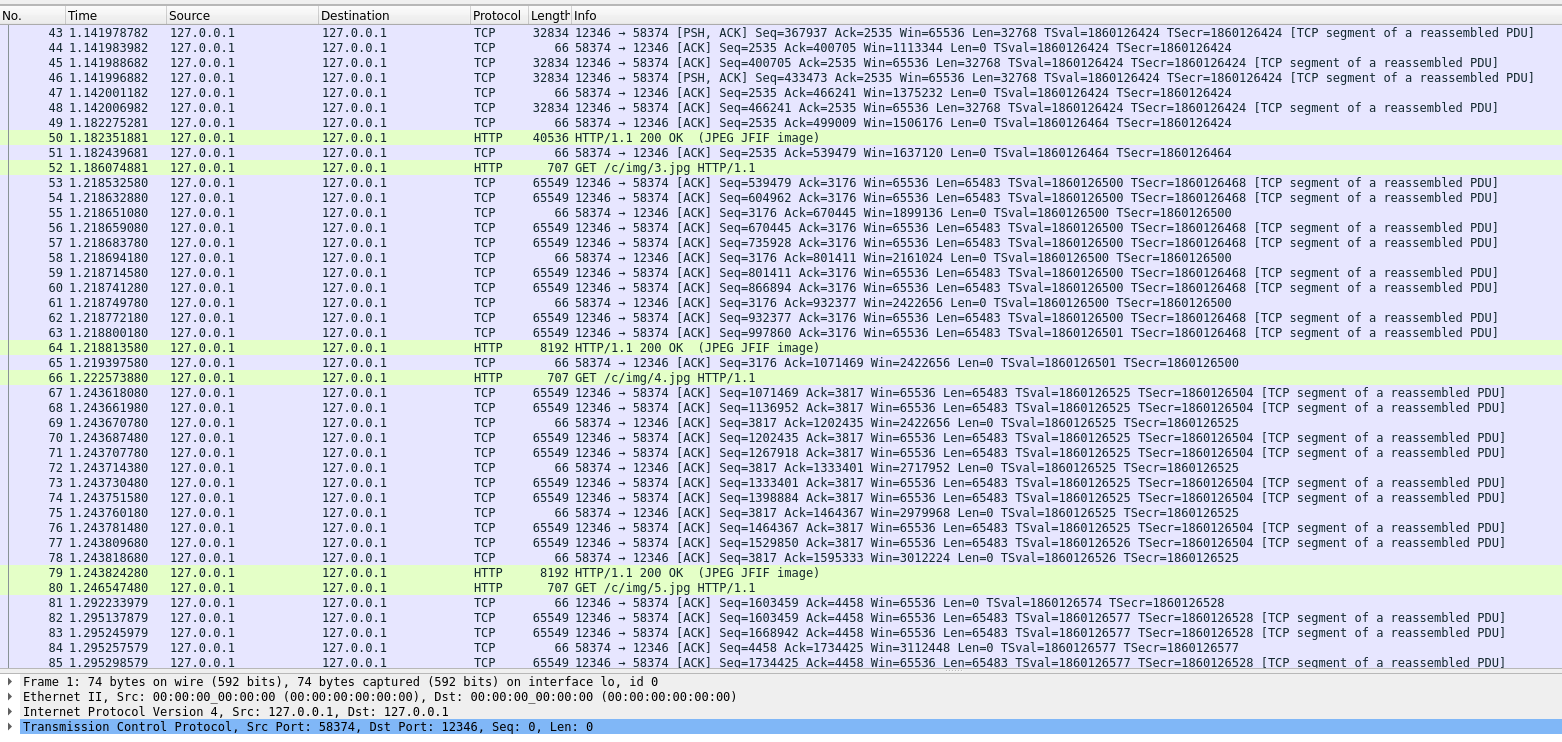 No. Time Source Destination Protocol Length Info
43 1.141978782 127.0.0.1 127.0.0.1 TCP 32834 12346 → 58374 [PSH, ACK] Seq=367937 Ack=2535 Win=65536 Len=32768 TSval=1860126424 TSecr=1860126424 [TCP segment of a reassembled PDU]
44 1.141983982 127.0.0.1 127.0.0.1 TCP 66 58374 → 12346 [ACK] Seq=2535 Ack=400705 Win=1113344 Len=0 TSval=1860126424 TSecr=1860126424
45 1.141988682 127.0.0.1 127.0.0.1 TCP 32834 12346 → 58374 [ACK] Seq=400705 Ack=2535 Win=65536 Len=32768 TSval=1860126424 TSecr=1860126424 [TCP segment of a reassembled PDU]
46 1.141996882 127.0.0.1 127.0.0.1 TCP 32834 12346 → 58374 [PSH, ACK] Seq=433473 Ack=2535 Win=65536 Len=32768 TSval=1860126424 TSecr=1860126424 [TCP segment of a reassembled PDU]
47 1.142001182 127.0.0.1 127.0.0.1 TCP 66 58374 → 12346 [ACK] Seq=2535 Ack=466241 Win=1375232 Len=0 TSval=1860126424 TSecr=1860126424
48 1.142006982 127.0.0.1 127.0.0.1 TCP 32834 12346 → 58374 [ACK] Seq=466241 Ack=2535 Win=65536 Len=32768 TSval=1860126424 TSecr=1860126424 [TCP segment of a reassembled PDU]
49 1.182275281 127.0.0.1 127.0.0.1 TCP 66 58374 → 12346 [ACK] Seq=2535 Ack=499009 Win=1506176 Len=0 TSval=1860126464 TSecr=1860126424
50 1.182351881 127.0.0.1 127.0.0.1 HTTP 40536 HTTP/1.1 200 OK (JPEG JFIF image)
51 1.182439681 127.0.0.1 127.0.0.1 TCP 66 58374 → 12346 [ACK] Seq=2535 Ack=539479 Win=1637120 Len=0 TSval=1860126464 TSecr=1860126464
52 1.186074881 127.0.0.1 127.0.0.1 HTTP 707 GET /c/img/3.jpg HTTP/1.1
53 1.218532580 127.0.0.1 127.0.0.1 TCP 65549 12346 → 58374 [ACK] Seq=539479 Ack=3176 Win=65536 Len=65483 TSval=1860126500 TSecr=1860126468 [TCP segment of a reassembled PDU]
54 1.218632880 127.0.0.1 127.0.0.1 TCP 65549 12346 → 58374 [ACK] Seq=604962 Ack=3176 Win=65536 Len=65483 TSval=1860126500 TSecr=1860126468 [TCP segment of a reassembled PDU]
55 1.218651080 127.0.0.1 127.0.0.1 TCP 66 58374 → 12346 [ACK] Seq=3176 Ack=670445 Win=1899136 Len=0 TSval=1860126500 TSecr=1860126500
56 1.218659080 127.0.0.1 127.0.0.1 TCP 65549 12346 → 58374 [ACK] Seq=670445 Ack=3176 Win=65536 Len=65483 TSval=1860126500 TSecr=1860126468 [TCP segment of a reassembled PDU]
57 1.218683780 127.0.0.1 127.0.0.1 TCP 65549 12346 → 58374 [ACK] Seq=735928 Ack=3176 Win=65536 Len=65483 TSval=1860126500 TSecr=1860126468 [TCP segment of a reassembled PDU]
58 1.218694180 127.0.0.1 127.0.0.1 TCP 66 58374 → 12346 [ACK] Seq=3176 Ack=801411 Win=2161024 Len=0 TSval=1860126500 TSecr=1860126500
59 1.218714580 127.0.0.1 127.0.0.1 TCP 65549 12346 → 58374 [ACK] Seq=801411 Ack=3176 Win=65536 Len=65483 TSval=1860126500 TSecr=1860126468 [TCP segment of a reassembled PDU]
60 1.218741280 127.0.0.1 127.0.0.1 TCP 65549 12346 → 58374 [ACK] Seq=866894 Ack=3176 Win=65536 Len=65483 TSval=1860126500 TSecr=1860126468 [TCP segment of a reassembled PDU]
61 1.218749780 127.0.0.1 127.0.0.1 TCP 66 58374 → 12346 [ACK] Seq=3176 Ack=932377 Win=2422656 Len=0 TSval=1860126500 TSecr=1860126500
62 1.218772180 127.0.0.1 127.0.0.1 TCP 65549 12346 → 58374 [ACK] Seq=932377 Ack=3176 Win=65536 Len=65483 TSval=1860126500 TSecr=1860126468 [TCP segment of a reassembled PDU]
63 1.218800180 127.0.0.1 127.0.0.1 TCP 65549 12346 → 58374 [ACK] Seq=997860 Ack=3176 Win=65536 Len=65483 TSval=1860126501 TSecr=1860126468 [TCP segment of a reassembled PDU]
64 1.218813580 127.0.0.1 127.0.0.1 HTTP 8192 HTTP/1.1 200 OK (JPEG JFIF image)
65 1.219397580 127.0.0.1 127.0.0.1 TCP 66 58374 → 12346 [ACK] Seq=3176 Ack=1071469 Win=2422656 Len=0 TSval=1860126501 TSecr=1860126500
66 1.222573880 127.0.0.1 127.0.0.1 HTTP 707 GET /c/img/4.jpg HTTP/1.1
67 1.243618080 127.0.0.1 127.0.0.1 TCP 65549 12346 → 58374 [ACK] Seq=1071469 Ack=3817 Win=65536 Len=65483 TSval=1860126525 TSecr=1860126504 [TCP segment of a reassembled PDU]
68 1.243661980 127.0.0.1 127.0.0.1 TCP 65549 12346 → 58374 [ACK] Seq=1136952 Ack=3817 Win=65536 Len=65483 TSval=1860126525 TSecr=1860126504 [TCP segment of a reassembled PDU]
69 1.243670780 127.0.0.1 127.0.0.1 TCP 66 58374 → 12346 [ACK] Seq=3817 Ack=1202435 Win=2422656 Len=0 TSval=1860126525 TSecr=1860126525
70 1.243687480 127.0.0.1 127.0.0.1 TCP 65549 12346 → 58374 [ACK] Seq=1202435 Ack=3817 Win=65536 Len=65483 TSval=1860126525 TSecr=1860126504 [TCP segment of a reassembled PDU]
71 1.243707780 127.0.0.1 127.0.0.1 TCP 65549 12346 → 58374 [ACK] Seq=1267918 Ack=3817 Win=65536 Len=65483 TSval=1860126525 TSecr=1860126504 [TCP segment of a reassembled PDU]
72 1.243714380 127.0.0.1 127.0.0.1 TCP 66 58374 → 12346 [ACK] Seq=3817 Ack=1333401 Win=2717952 Len=0 TSval=1860126525 TSecr=1860126525
73 1.243730480 127.0.0.1 127.0.0.1 TCP 65549 12346 → 58374 [ACK] Seq=1333401 Ack=3817 Win=65536 Len=65483 TSval=1860126525 TSecr=1860126504 [TCP segment of a reassembled PDU]
74 1.243751580 127.0.0.1 127.0.0.1 TCP 65549 12346 → 58374 [ACK] Seq=1398884 Ack=3817 Win=65536 Len=65483 TSval=1860126525 TSecr=1860126504 [TCP segment of a reassembled PDU]
75 1.243760180 127.0.0.1 127.0.0.1 TCP 66 58374 → 12346 [ACK] Seq=3817 Ack=1464367 Win=2979968 Len=0 TSval=1860126525 TSecr=1860126525
76 1.243781480 127.0.0.1 127.0.0.1 TCP 65549 12346 → 58374 [ACK] Seq=1464367 Ack=3817 Win=65536 Len=65483 TSval=1860126525 TSecr=1860126504 [TCP segment of a reassembled PDU]
77 1.243809680 127.0.0.1 127.0.0.1 TCP 65549 12346 → 58374 [ACK] Seq=1529850 Ack=3817 Win=65536 Len=65483 TSval=1860126526 TSecr=1860126504 [TCP segment of a reassembled PDU]
78 1.243818680 127.0.0.1 127.0.0.1 TCP 66 58374 → 12346 [ACK] Seq=3817 Ack=1595333 Win=3012224 Len=0 TSval=1860126526 TSecr=1860126525
79 1.243824280 127.0.0.1 127.0.0.1 HTTP 8192 HTTP/1.1 200 OK (JPEG JFIF image)
80 1.246547480 127.0.0.1 127.0.0.1 HTTP 707 GET /c/img/5.jpg HTTP/1.1
81 1.292233979 127.0.0.1 127.0.0.1 TCP 66 12346 → 58374 [ACK] Seq=1603459 Ack=4458 Win=65536 Len=0 TSval=1860126574 TSecr=1860126528
82 1.295137879 127.0.0.1 127.0.0.1 TCP 65549 12346 → 58374 [ACK] Seq=1603459 Ack=4458 Win=65536 Len=65483 TSval=1860126577 TSecr=1860126528 [TCP segment of a reassembled PDU]
83 1.295245979 127.0.0.1 127.0.0.1 TCP 65549 12346 → 58374 [ACK] Seq=1668942 Ack=4458 Win=65536 Len=65483 TSval=1860126577 TSecr=1860126528 [TCP segment of a reassembled PDU]
84 1.295257579 127.0.0.1 127.0.0.1 TCP 66 58374 → 12346 [ACK] Seq=4458 Ack=1734425 Win=3112448 Len=0 TSval=1860126577 TSecr=1860126577
85 1.295298579 127.0.0.1 127.0.0.1 TCP 65549 12346 → 58374 [ACK] Seq=1734425 Ack=4458 Win=65536 Len=65483 TSval=1860126577 TSecr=1860126528 [TCP segment of a reassembled PDU]
Frame 1: 74 bytes on wire (592 bits), 74 bytes captured (592 bits) on interface lo, id 0
Ethernet II, Src: 00:00:00_00:00:00 (00:00:00:00:00:00), Dst: 00:00:00_00:00:00 (00:00:00:00:00:00)
Internet Protocol Version 4, Src: 127.0.0.1, Dst: 127.0.0.1
Transmission Control Protocol, Src Port: 58374, Dst Port: 12346, Seq: 0, Len: 0